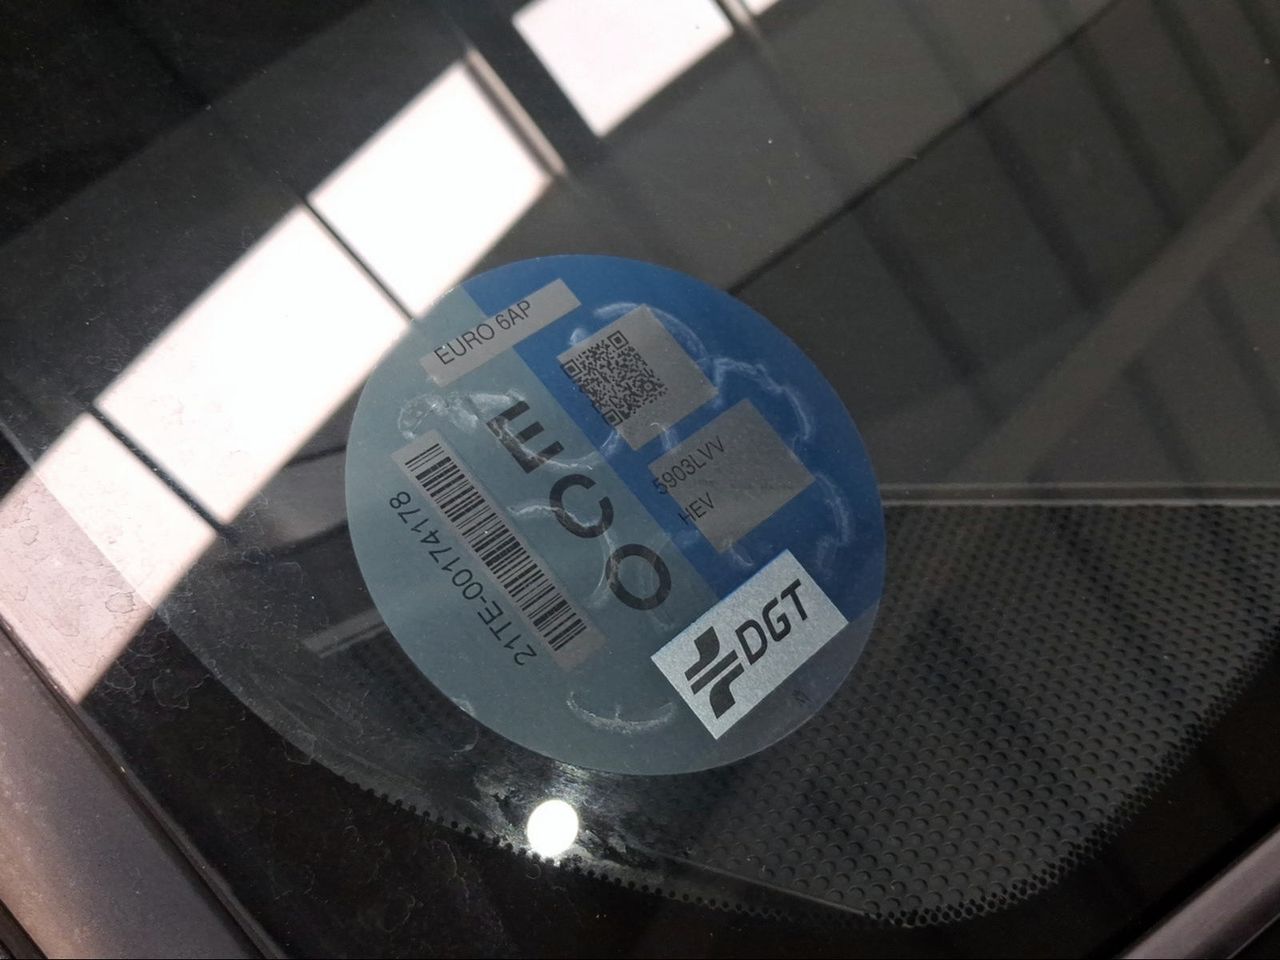 EURO 6AP
5903LVV
HEV
ECO
21TE-00174178
DGT